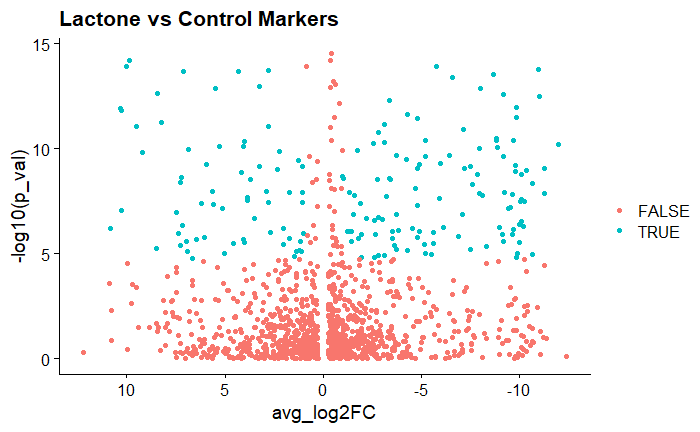 Lactone vs Control Markers
15
10
5
0
-log10(p_val)
10 5 0 -5 -10
avg_log2FC
FALSE
TRUE